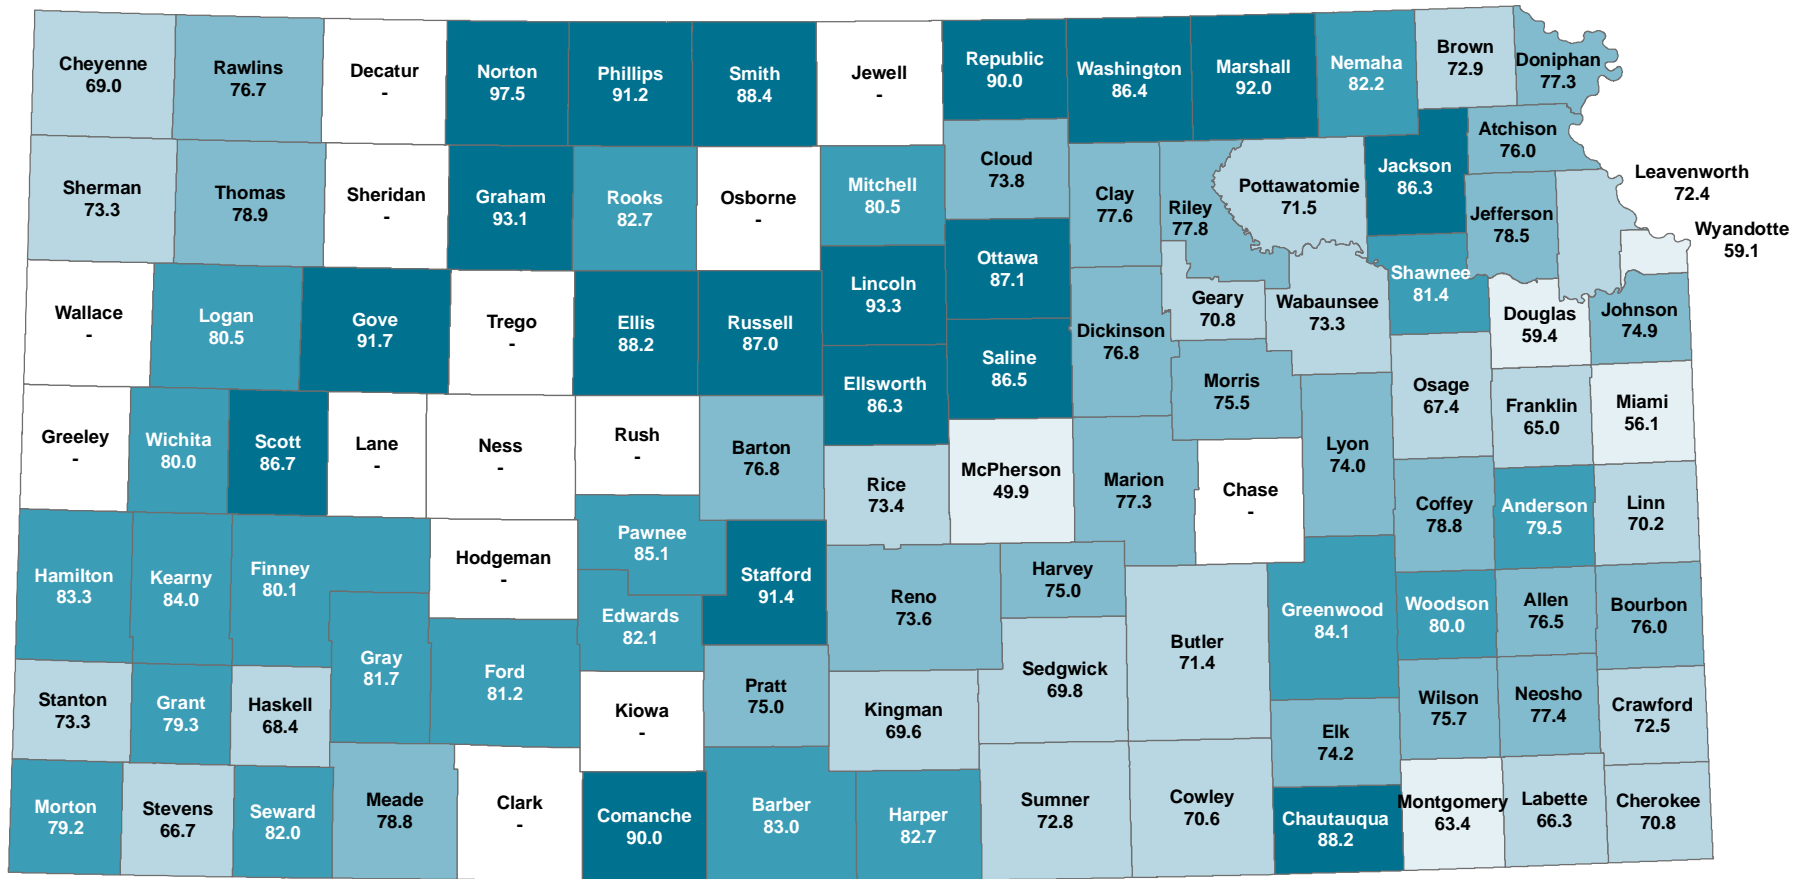 Cheyenne
69.0
Rawlins
76.7
Decatur
-
Norton
97.5
Phillips
91.2
Smith
88.4
Jewell
-
Republic
90.0
Washington
86.4
Marshall
92.0
Nemaha
82.2
Brown
72.9
Doniphan
77.3
Sherman
73.3
Thomas
78.9
Sheridan
-
Graham
93.1
Rooks
82.7
Osborne
-
Mitchell
80.5
Cloud
73.8
Clay
77.6
Riley
77.8
Pottawatomie
71.5
Jackson
86.3
Atchison
76.0
Jefferson
78.5
Leavenworth
72.4
Wyandotte
59.1
Wallace
-
Logan
80.5
Gove
91.7
Trego
-
Ellis
88.2
Russell
87.0
Lincoln
93.3
Ottawa
87.1
Saline
86.5
Dickinson
76.8
Geary
70.8
Wabaunsee
73.3
Shawnee
81.4
Douglas
59.4
Johnson
74.9
Greeley
-
Wichita
80.0
Scott
86.7
Lane
-
Ness
-
Rush
-
Barton
76.8
Ellsworth
86.3
Rice
73.4
McPherson
49.9
Marion
77.3
Morris
75.5
Chase
-
Lyon
74.0
Osage
67.4
Franklin
65.0
Miami
56.1
Coffey
78.8
Anderson
79.5
Linn
70.2
Hamilton
83.3
Kearny
84.0
Finney
80.1
Hodgeman
-
Pawnee
85.1
Edwards
82.1
Stafford
91.4
Reno
73.6
Harvey
75.0
Butler
71.4
Greenwood
84.1
Woodson
80.0
Allen
76.5
Bourbon
76.0
Stanton
73.3
Grant
79.3
Haskell
68.4
Gray
81.7
Ford
81.2
Kiowa
-
Pratt
75.0
Kingman
69.6
Sedgwick
69.8
Elk
74.2
Wilson
75.7
Neosho
77.4
Crawford
72.5
Morton
79.2
Stevens
66.7
Seward
82.0
Meade
78.8
Clark
-
Comanche
90.0
Barber
83.0
Harper
82.7
Sumner
72.8
Cowley
70.6
Chautauqua
88.2
Montgomery
63.4
Labette
66.3
Cherokee
70.8